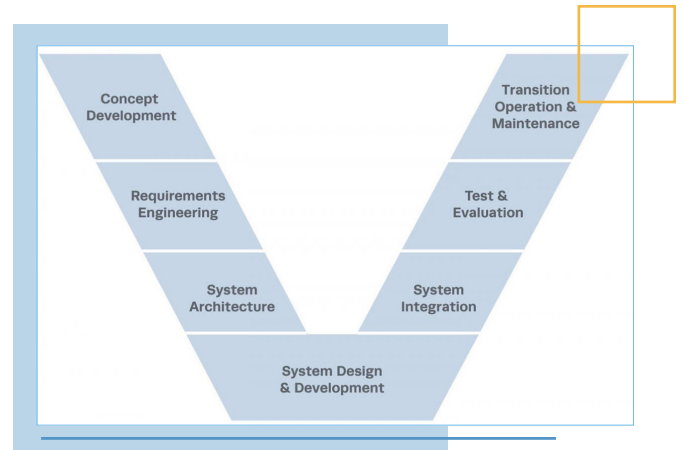 Concept
Development
Requirements
Engineering
System
Architecture
System Design
& Development
System
Integration
Test &
Evaluation
Transition
Operation &
Maintenance